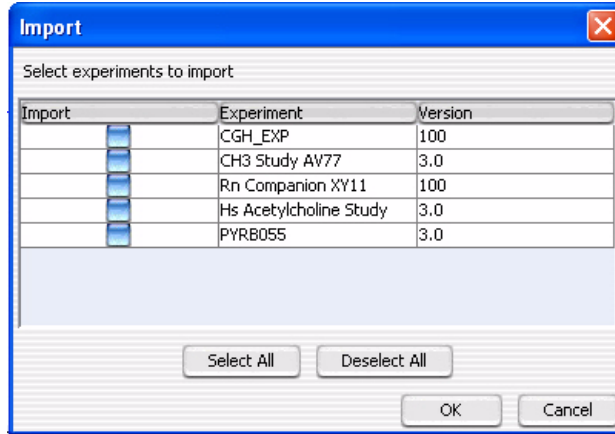 Import
Select experiments to import
Import Experiment Version
CGH_EXP 100
CH3 Study AV77 3.0
Rn Companion XY11 100
Hs Acetylcholine Study 3.0
PYRB055 3.0
Select All Deselect All
OK Cancel